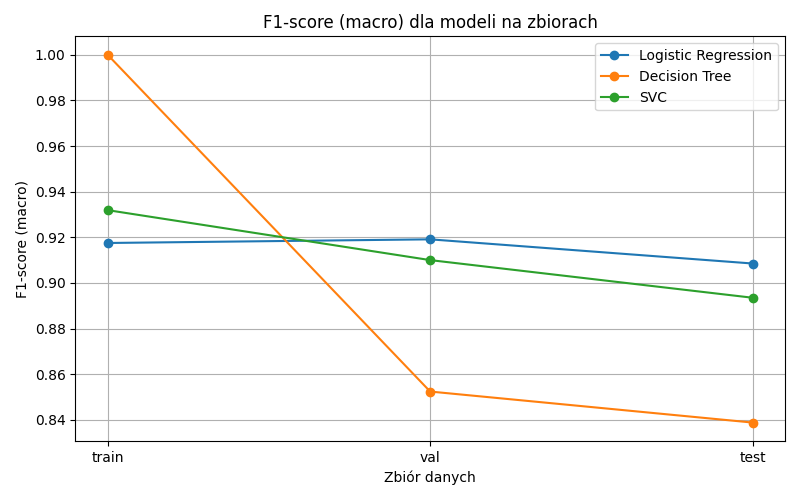 F1-score (macro) dla modeli na zbiorach
Logistic Regression
Decision Tree
SVC
F1-score (macro)
1.00
0.98
0.96
0.94
0.92
0.90
0.88
0.86
0.84
train val test
Zbiór danych